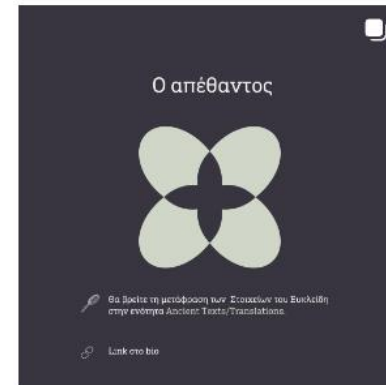 Ο απέθαντος
Θα βρείτε τη μετάφραση των Στοιχείων του Ευκλείδη
στην ενότητα Ancient Texts/Translations.
Link στο bio